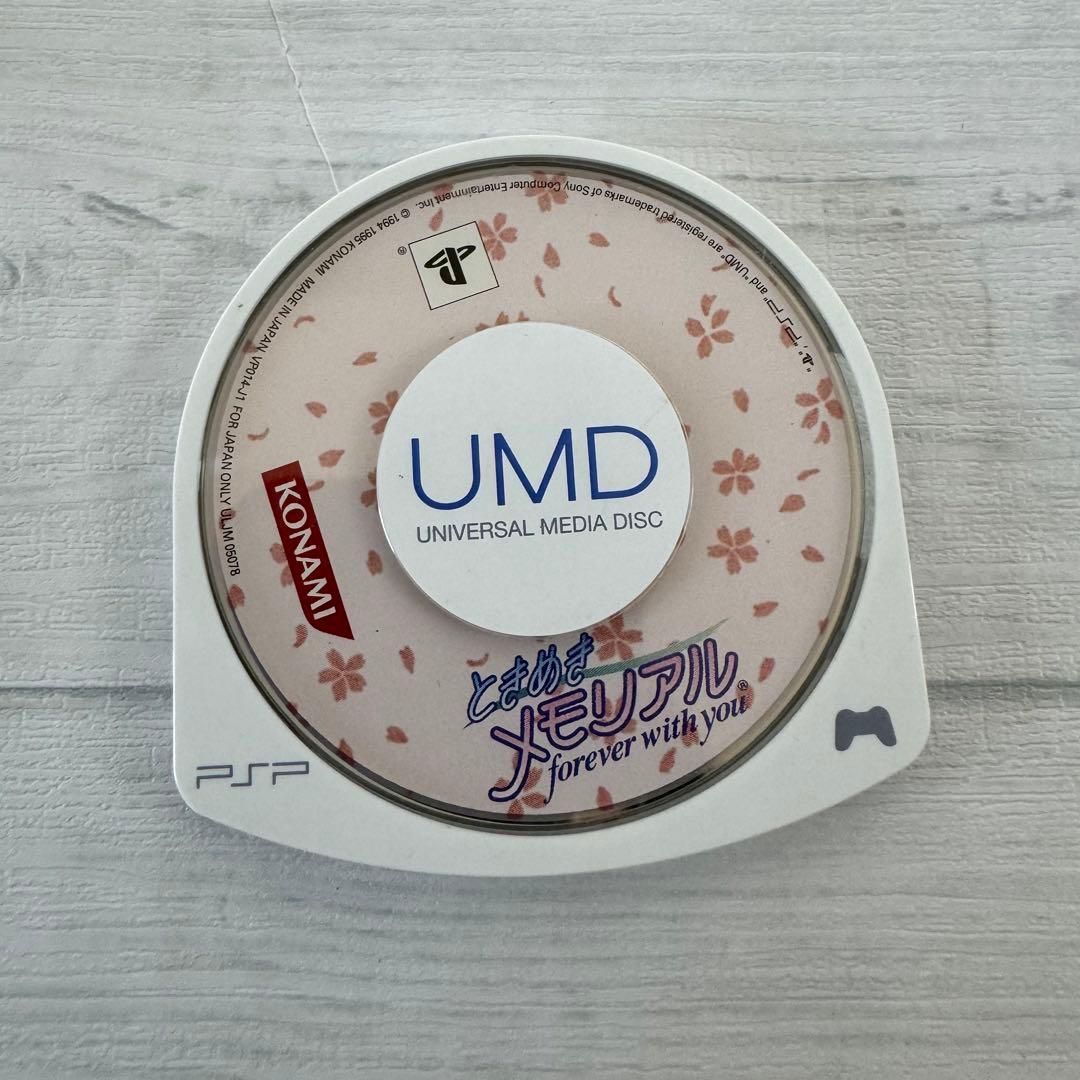 UMD
UNIVERSAL MEDIA DISC
ときめき
メモリアル®
forever with you
KONAMI
PSP
®
" ", "PSP" and "UMD" are registered trademarks of Sony Computer Entertainment Inc. © 1994 1995 KONAMI MADE IN JAPAN VP014-J1 FOR JAPAN ONLY ULJM 05078